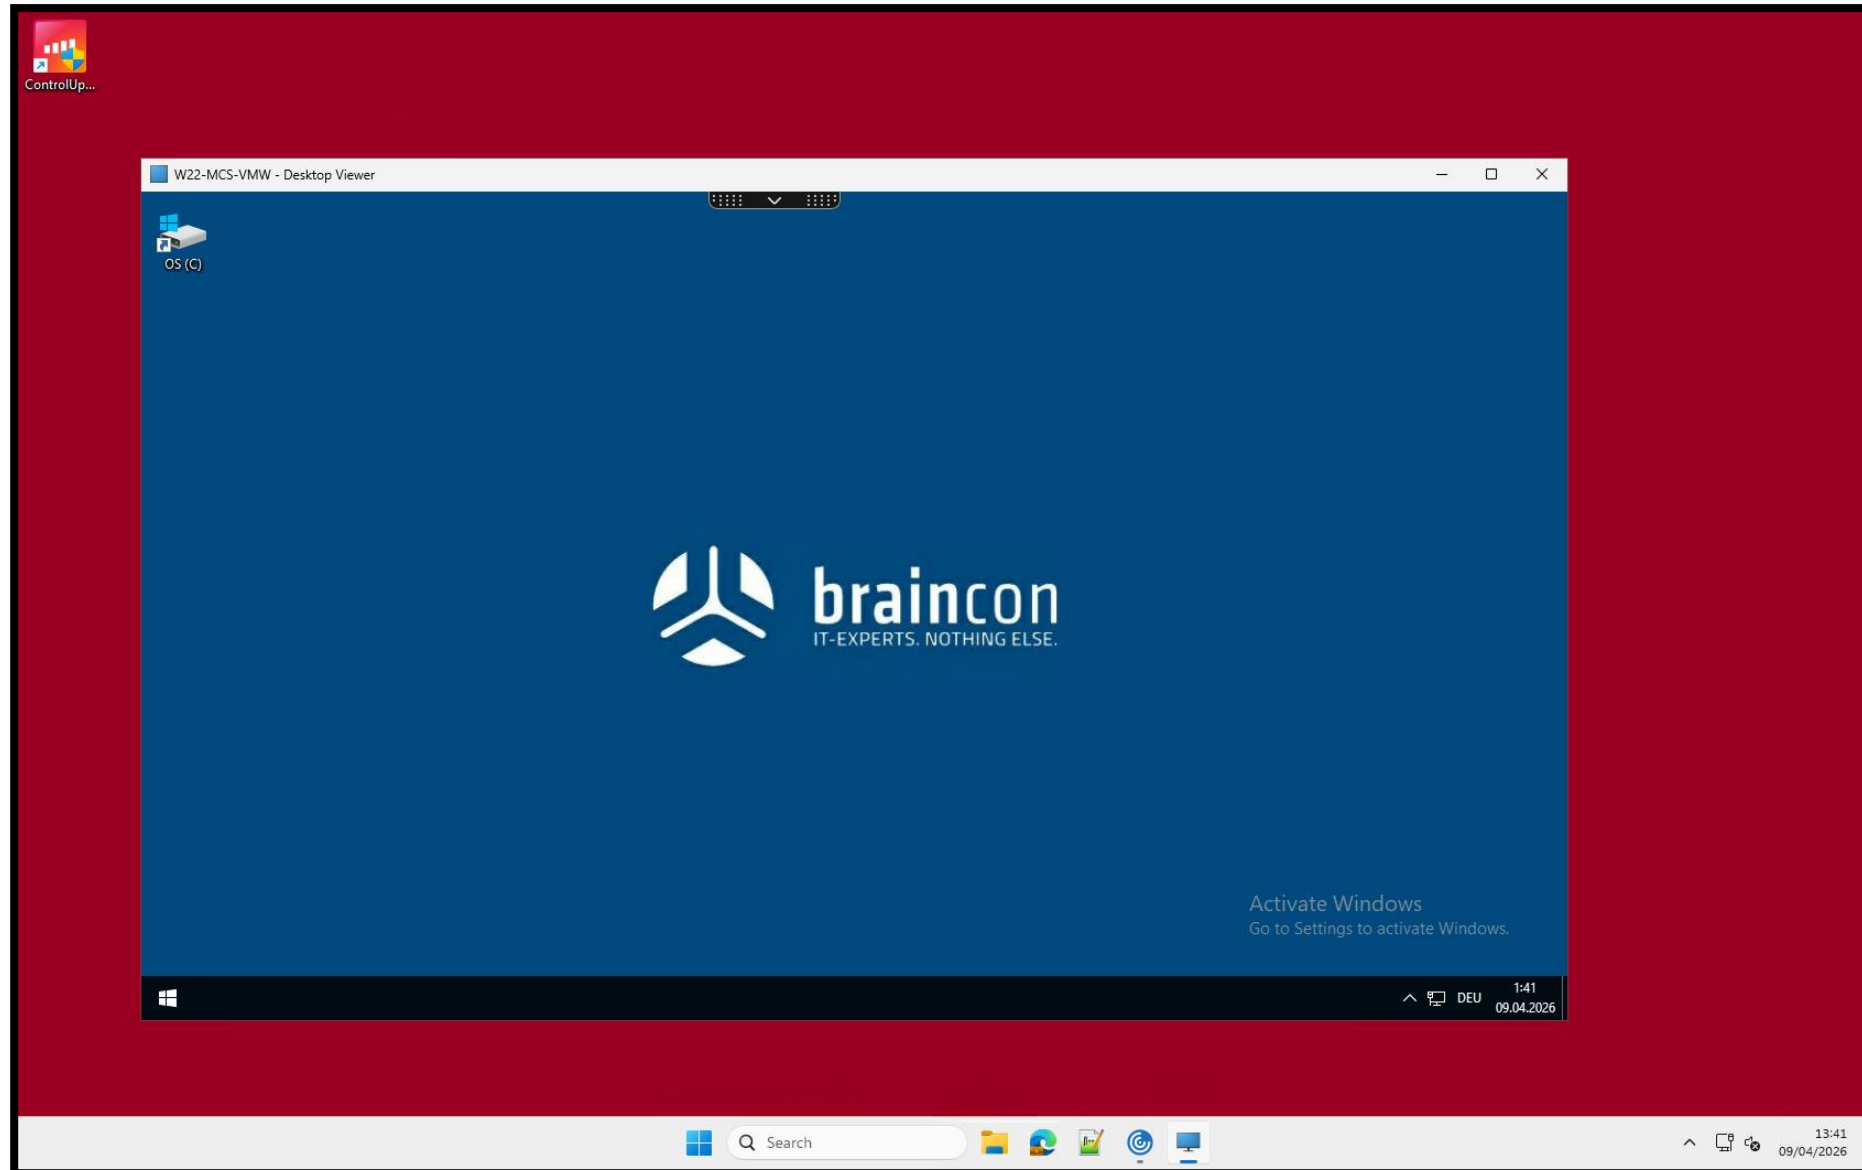 ControlUp...
W22-MCS-VMW - Desktop Viewer
OS (C)
braincon
IT-EXPERTS. NOTHING ELSE.
Activate Windows
Go to Settings to activate Windows.
DEU
1:41
09.04.2026
Search
13:41
09/04/2026